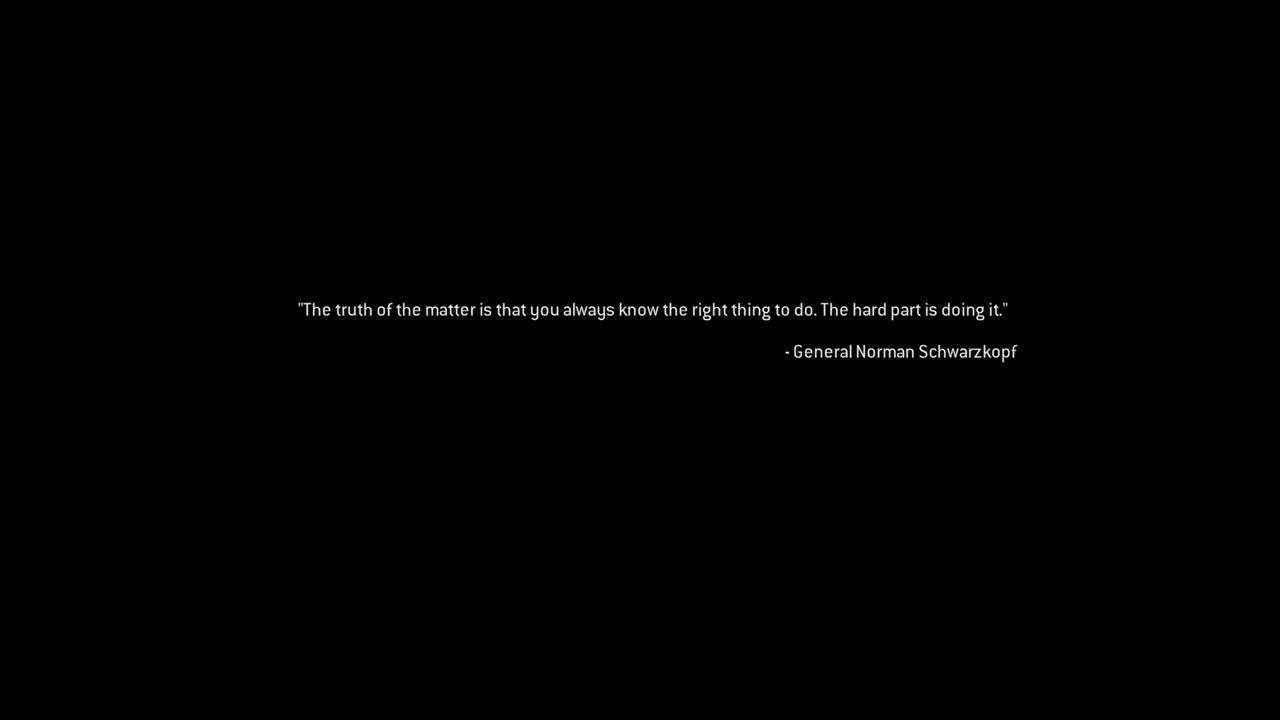 "The truth of the matter is that you always know the right thing to do. The hard part is doing it."
- General Norman Schwarzkopf